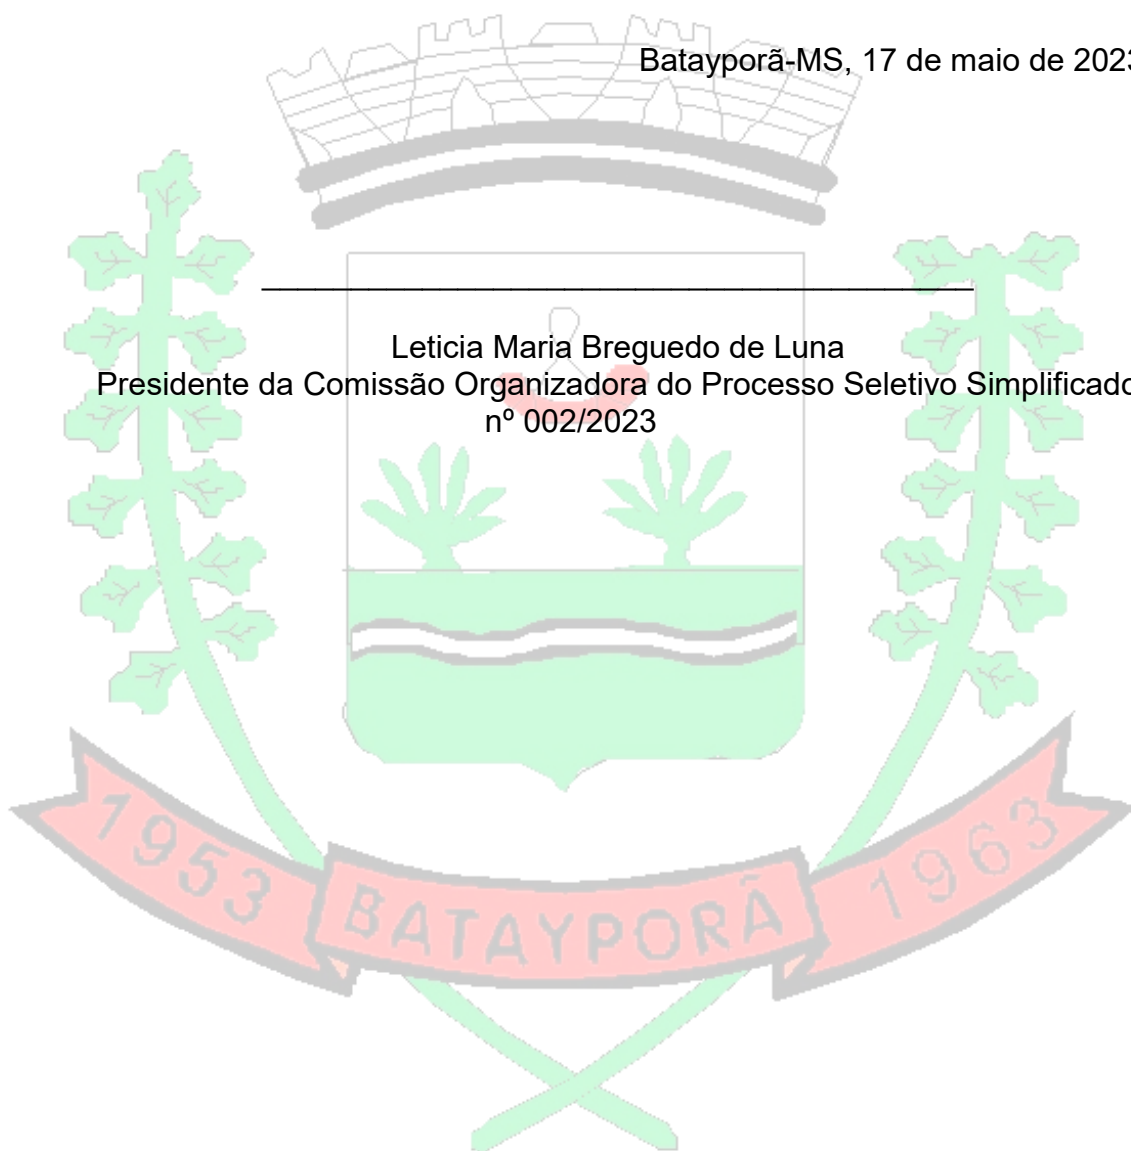 Batayporã-MS, 17 de maio de 2023
Leticia Maria Breguedo de Luna
Presidente da Comissão Organizadora do Processo Seletivo Simplificado
nº 002/2023
1953 BATAYPORÃ 1963